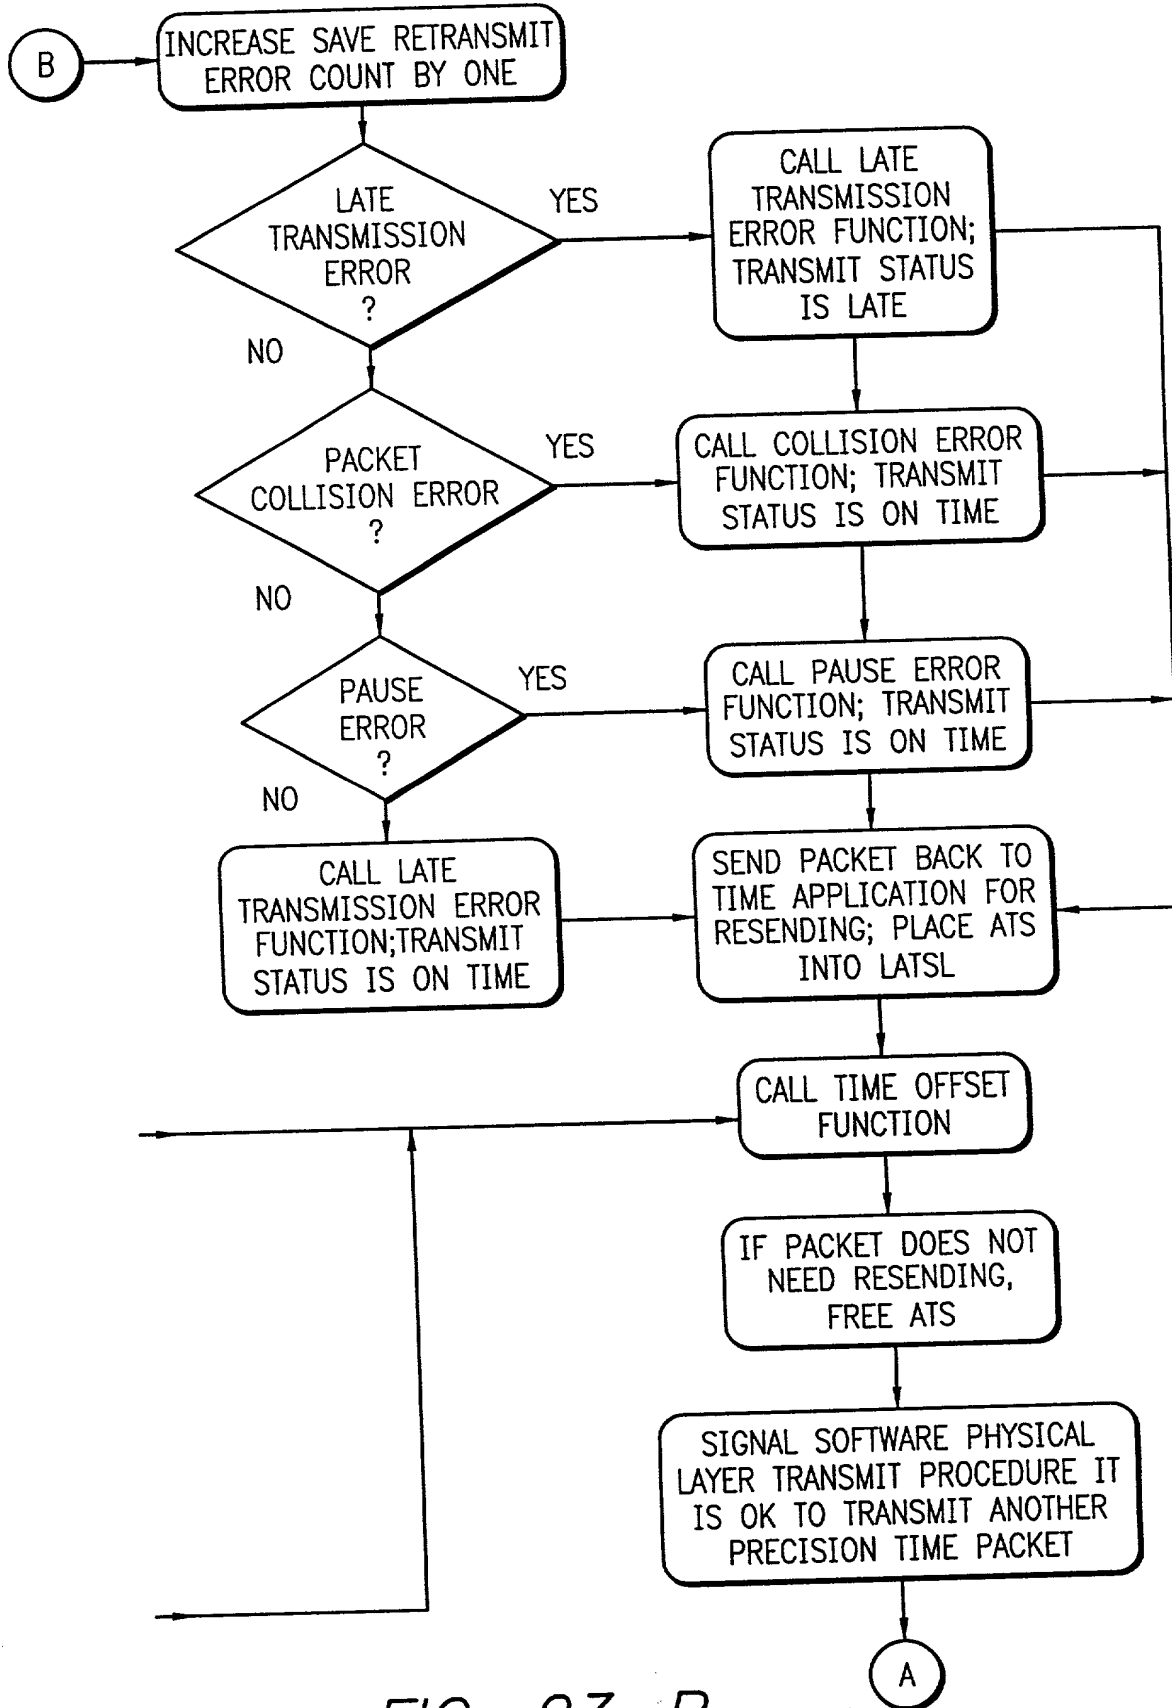 B
INCREASE SAVE RETRANSMIT
ERROR COUNT BY ONE
LATE
TRANSMISSION
ERROR
?
YES
NO
CALL LATE
TRANSMISSION
ERROR FUNCTION;
TRANSMIT STATUS
IS LATE
PACKET
COLLISION ERROR
?
YES
NO
CALL COLLISION ERROR
FUNCTION; TRANSMIT
STATUS IS ON TIME
PAUSE
ERROR
?
YES
NO
CALL PAUSE ERROR
FUNCTION; TRANSMIT
STATUS IS ON TIME
CALL LATE
TRANSMISSION ERROR
FUNCTION;TRANSMIT
STATUS IS ON TIME
SEND PACKET BACK TO
TIME APPLICATION FOR
RESENDING; PLACE ATS
INTO LATSL
CALL TIME OFFSET
FUNCTION
IF PACKET DOES NOT
NEED RESENDING,
FREE ATS
SIGNAL SOFTWARE PHYSICAL
LAYER TRANSMIT PROCEDURE IT
IS OK TO TRANSMIT ANOTHER
PRECISION TIME PACKET
A